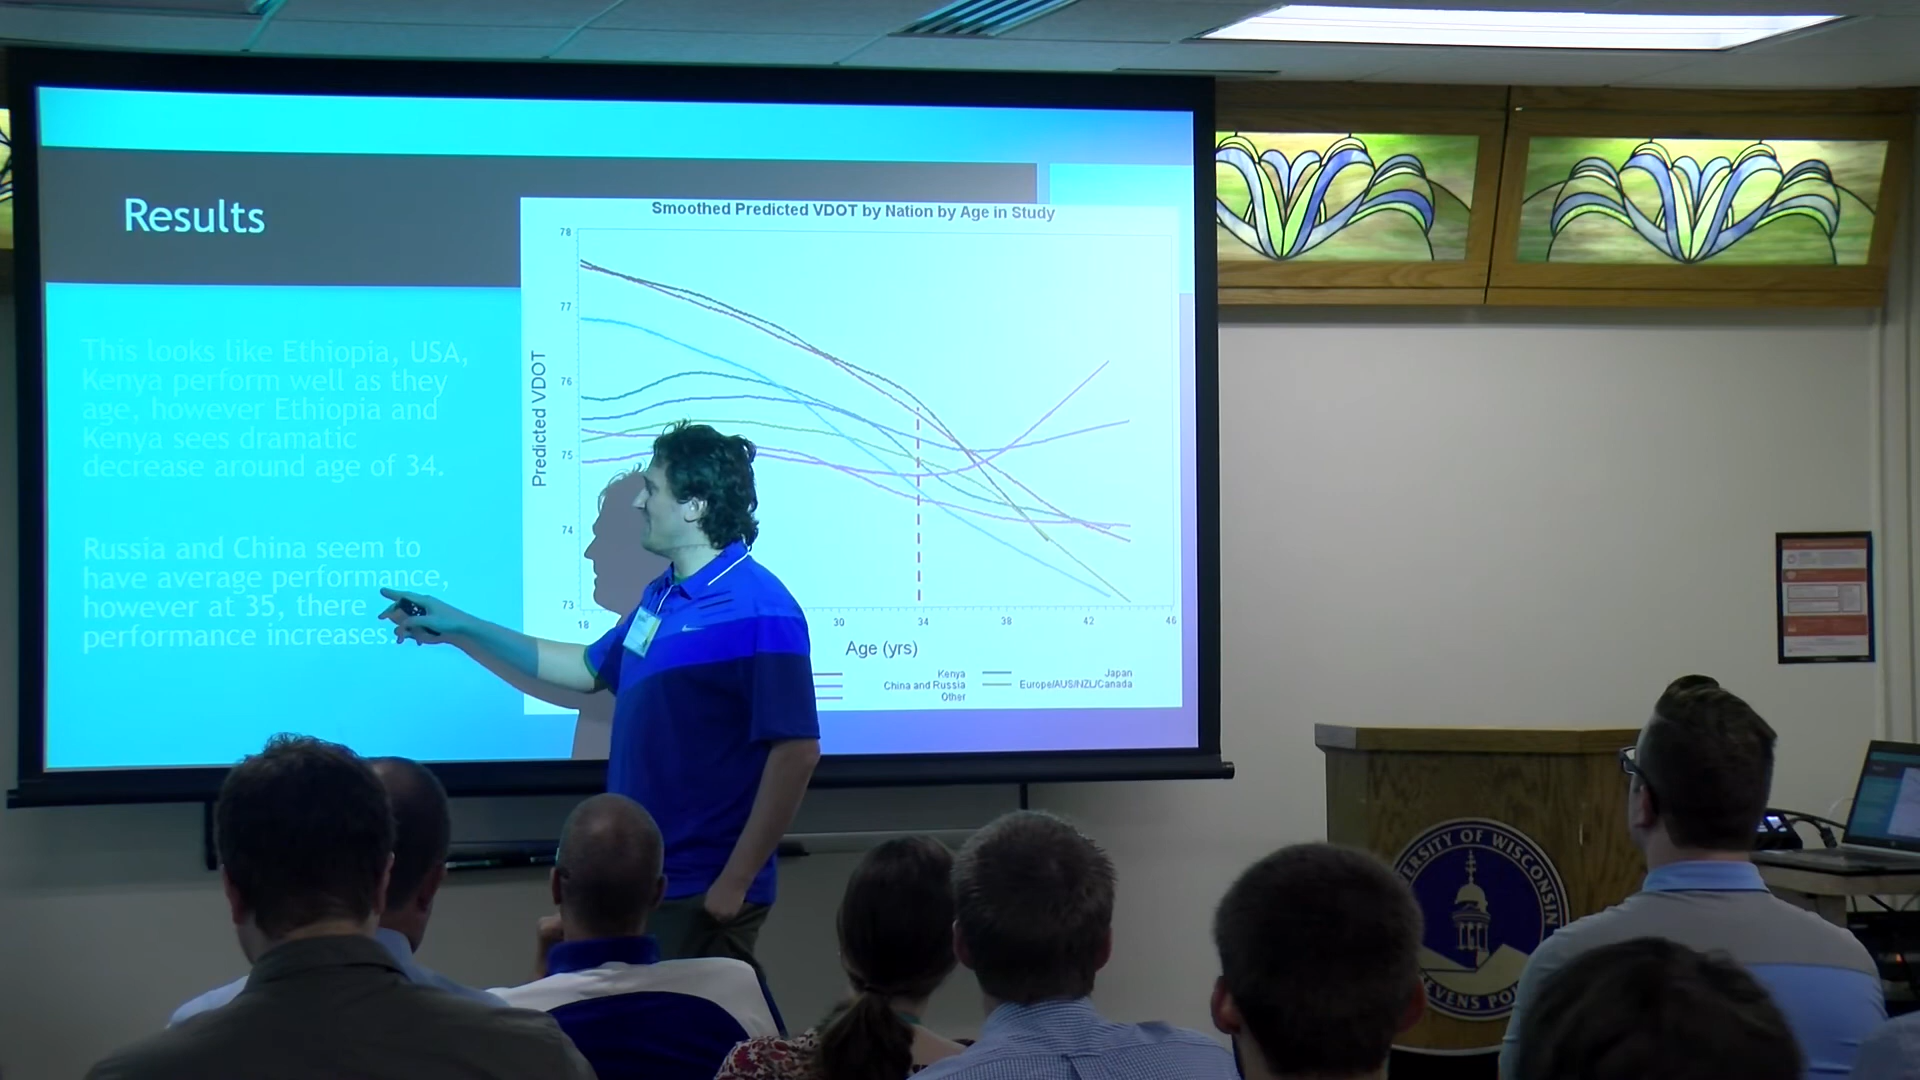 Results
This looks like Ethiopia, USA,
Kenya perform well as they
age, however Ethiopia and
Kenya sees dramatic
decrease around age of 34.
Russia and China seem to
have average performance,
however at 35, there
performance increases.
Smoothed Predicted VDOT by Nation by Age in Study
Predicted VDOT
78
77
76
75
74
73
18
30
34
38
42
46
Age (yrs)
Kenya
Japan
China and Russia
Europe/AUS/NZL/Canada
Other
ERSITY OF WISCONSIN
EVENS PO